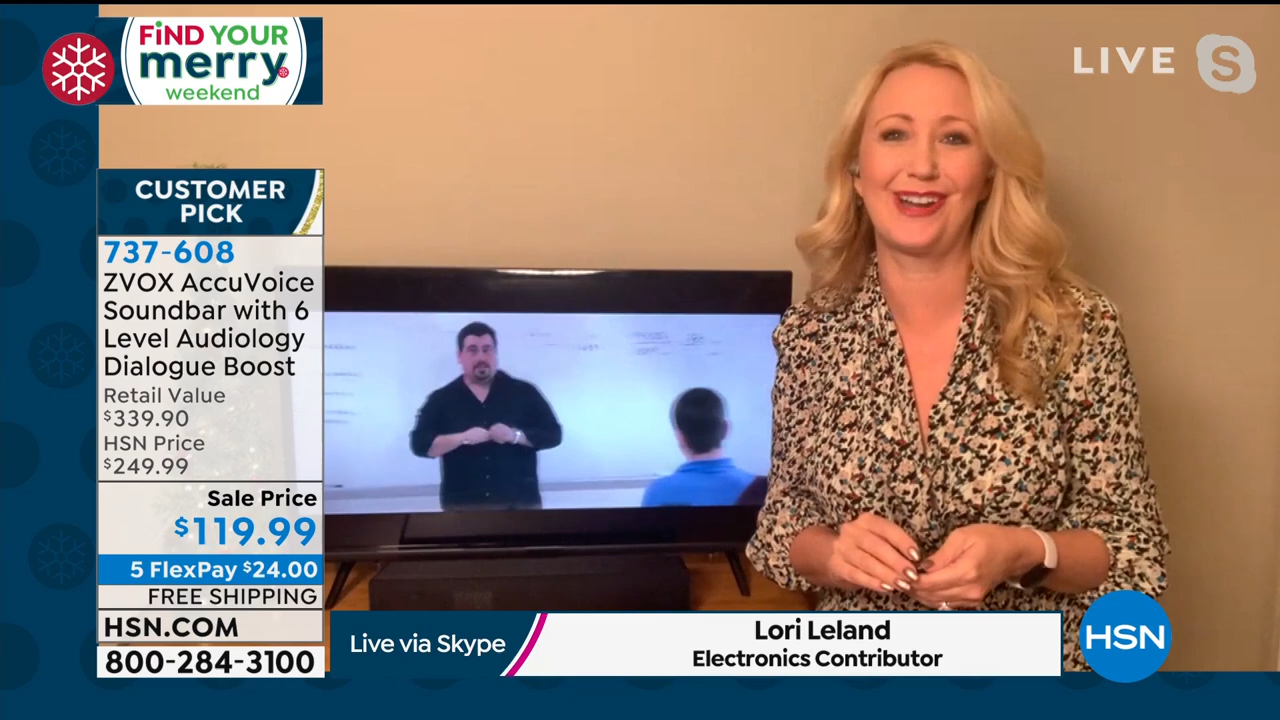 FiND YOUR
merry
weekend
LIVE
S
CUSTOMER
PICK
737-608
ZVOX AccuVoice
Soundbar with 6
Level Audiology
Dialogue Boost
Retail Value
$339.90
HSN Price
$249.99
Sale Price
$119.99
5 FlexPay $24.00
FREE SHIPPING
HSN.COM
800-284-3100
Live via Skype
Lori Leland
Electronics Contributor
HSN